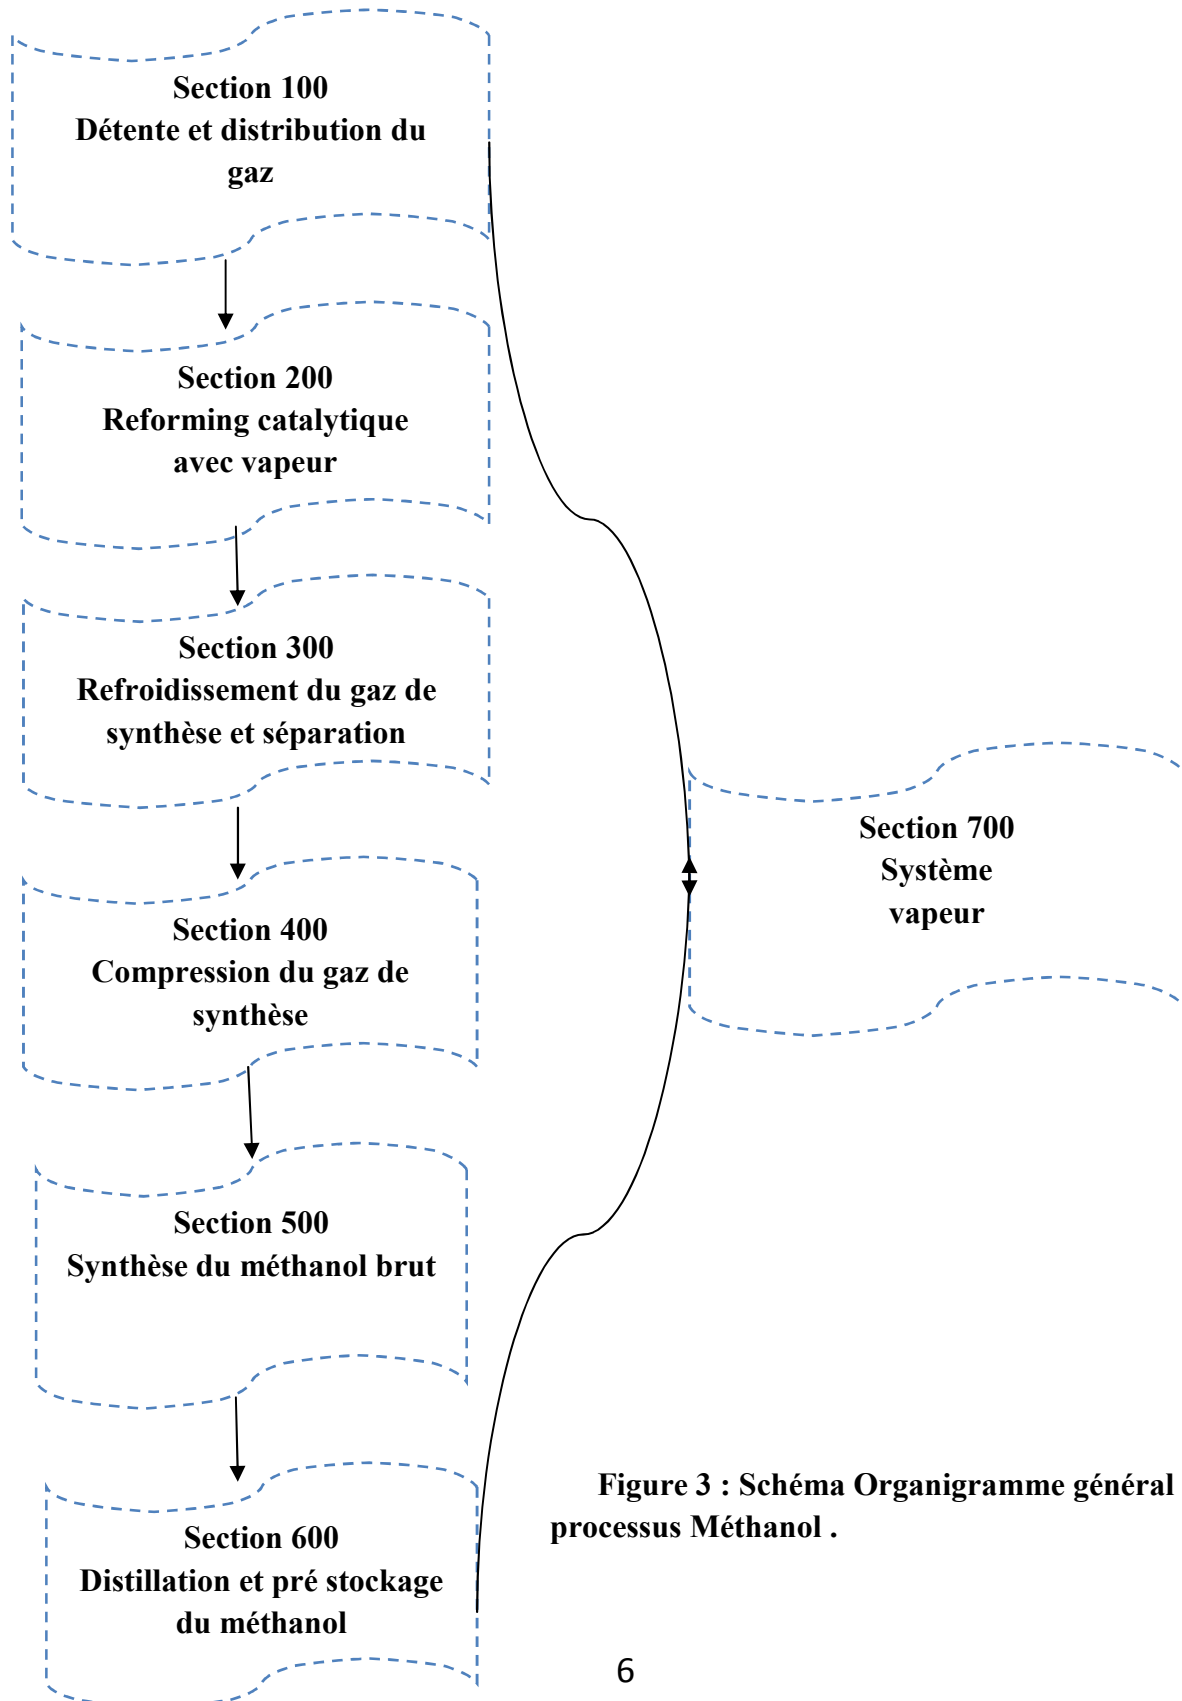 Section 100
Détente et distribution du
gaz
Section 200
Reforming catalytique
avec vapeur
Section 300
Refroidissement du gaz de
synthèse et séparation
Section 400
Compression du gaz de
synthèse
Section 500
Synthèse du méthanol brut
Section 600
Distillation et pré stockage
du méthanol
Section 700
Système
vapeur
Figure 3 : Schéma Organigramme général
processus Méthanol .
6